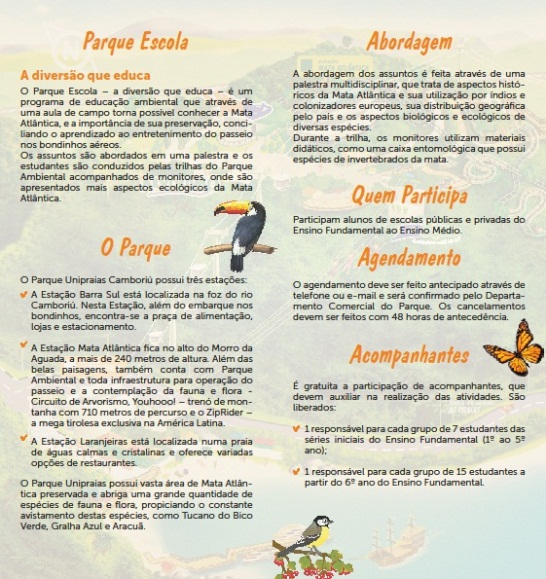 Parque Escola
A diversão que educa
O Parque Escola – a diversão que educa – é um
programa de educação ambiental que através de
uma aula de campo torna possível conhecer a Mata
Atlântica, e a importância de sua preservação, conci-
liando o aprendizado ao entretenimento do passeio
nos bondinhos aéreos.
Os assuntos são abordados em uma palestra e os
estudantes são conduzidos pelas trilhas do Parque
Ambiental acompanhados de monitores, onde são
apresentados mais aspectos ecológicos da Mata
Atlântica.
O Parque
O Parque Unipraias Camboriú possui três estações:
A Estação Barra Sul está localizada na foz do rio
Camboriú. Nesta Estação, além do embarque nos
bondinhos, encontra-se a praça de alimentação,
lojas e estacionamento.
A Estação Mata Atlântica fica no alto do Morro da
Aguada, a mais de 240 metros de altura. Além das
belas paisagens, também conta com Parque
Ambiental e toda infraestrutura para operação do
passeio e a contemplação da fauna e flora -
Circuito de Arvorismo, Youhooo! – trenó de mon-
tanha com 710 metros de percurso e o ZipRider –
a mega tirolesa exclusiva na América Latina.
A Estação Laranjeiras está localizada numa praia
de águas calmas e cristalinas e oferece variadas
opções de restaurantes.
O Parque Unipraias possui vasta área de Mata Atlân-
tica preservada e abriga uma grande quantidade de
espécies de fauna e flora, propiciando o constante
avistamento destas espécies, como Tucano do Bico
Verde, Gralha Azul e Aracuã.
Abordagem
A abordagem dos assuntos é feita através de uma
palestra multidisciplinar, que trata de aspectos histó-
ricos da Mata Atlântica e sua utilização por índios e
colonizadores europeus, sua distribuição geográfica
pelo país e os aspectos biológicos e ecológicos de
diversas espécies.
Durante a trilha, os monitores utilizam materiais
didáticos, como uma caixa entomológica que possui
espécies de invertebrados da mata.
Quem Participa
Participam alunos de escolas públicas e privadas do
Ensino Fundamental ao Ensino Médio.
Agendamento
O agendamento deve ser feito antecipado através de
telefone ou e-mail e será confirmado pelo Departa-
mento Comercial do Parque. Os cancelamentos
devem ser feitos com 48 horas de antecedência.
Acompanhantes
É gratuita a participação de acompanhantes, que
devem auxiliar na realização das atividades. São
liberados:
1 responsável para cada grupo de 7 estudantes das
séries iniciais do Ensino Fundamental (1º ao 5º
ano);
1 responsável para cada grupo de 15 estudantes a
partir do 6º ano do Ensino Fundamental.